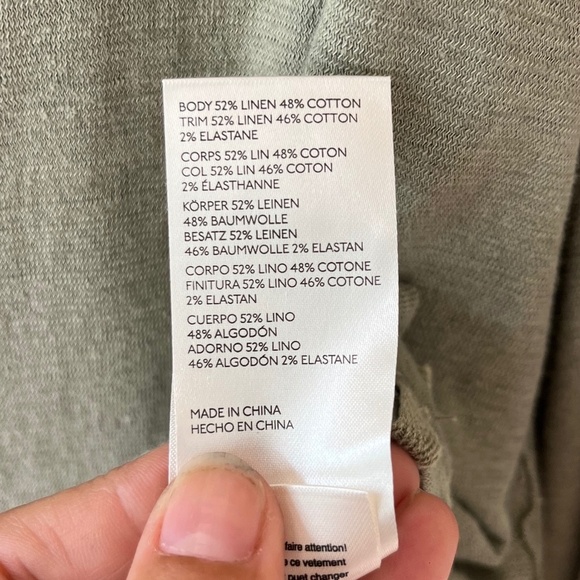 BODY 52% LINEN 48% COTTON
TRIM 52% LINEN 46% COTTON
2% ELASTANE
CORPS 52% LIN 48% COTON
COL 52% LIN 46% COTON
2% ÉLASTHANNE
KÖRPER 52% LEINEN
48% BAUMWOLLE
BESATZ 52% LEINEN
46% BAUMWOLLE 2% ELASTAN
CORPO 52% LINO 48% COTONE
FINITURA 52% LINO 46% COTONE
2% ELASTAN
CUERPO 52% LINO
48% ALGODÓN
ADORNO 52% LINO
46% ALGODÓN 2% ELASTANE
MADE IN CHINA
HECHO EN CHINA
faire attention!
ce vetement
puet changer